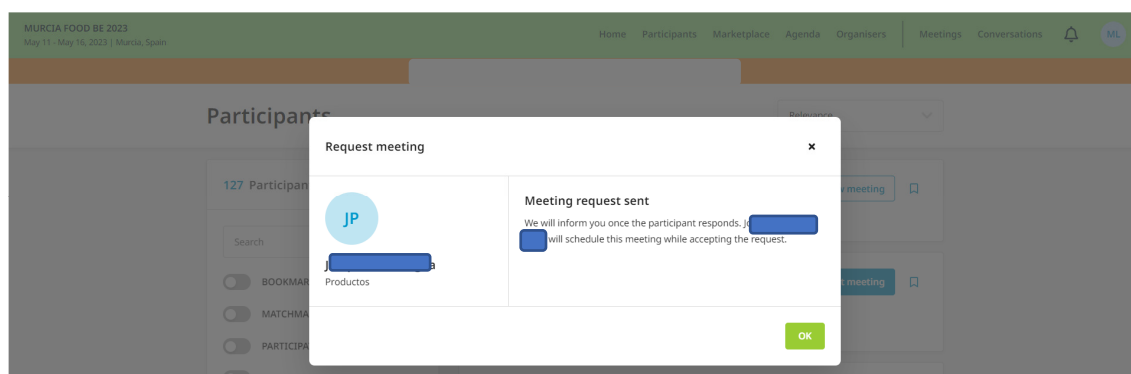 MURCIA FOOD BE 2023
May 11 - May 16, 2023 | Murcia, Spain
Home Participants Marketplace Agenda Organisers Meetings Conversations ML
Participants
Relevance
Request meeting ×
127 Participan
meeting
JP
Meeting request sent
We will inform you once the participant responds. Jo
will schedule this meeting while accepting the request.
Search
Productos
BOOKMAR
t meeting
MATCHMA
PARTICIPA
OK